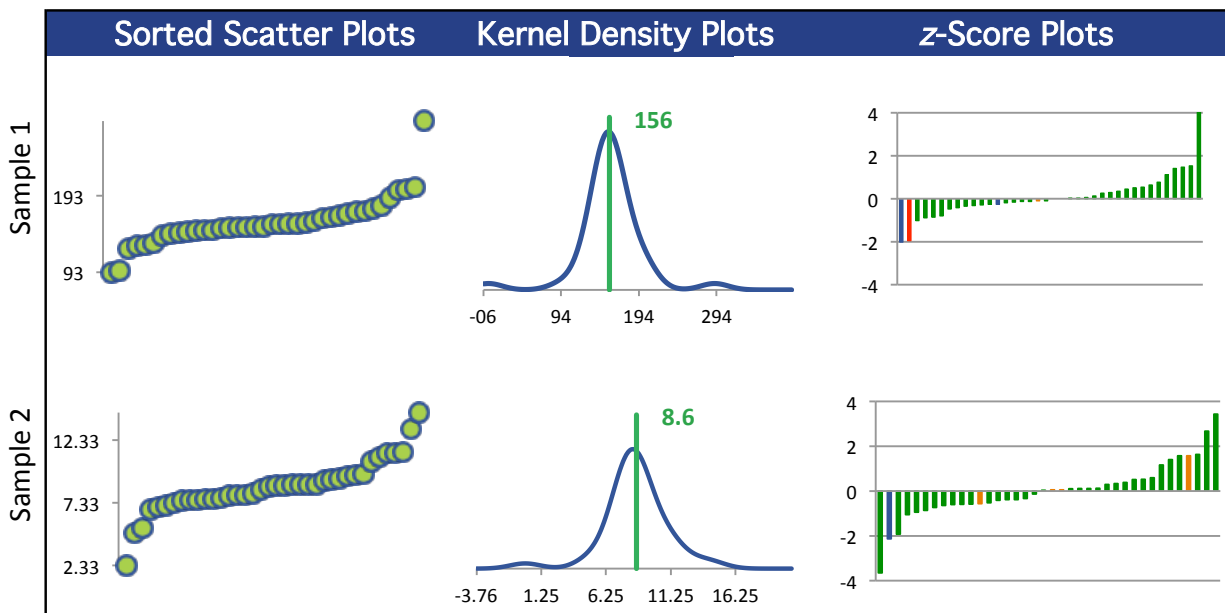 Sorted Scatter Plots
Kernel Density Plots
z-Score Plots
Sample 1
193
93
156
-06 94 194 294
4
2
0
-2
-4
Sample 2
12.33
7.33
2.33
8.6
-3.76 1.25 6.25 11.25 16.25
4
2
0
-2
-4